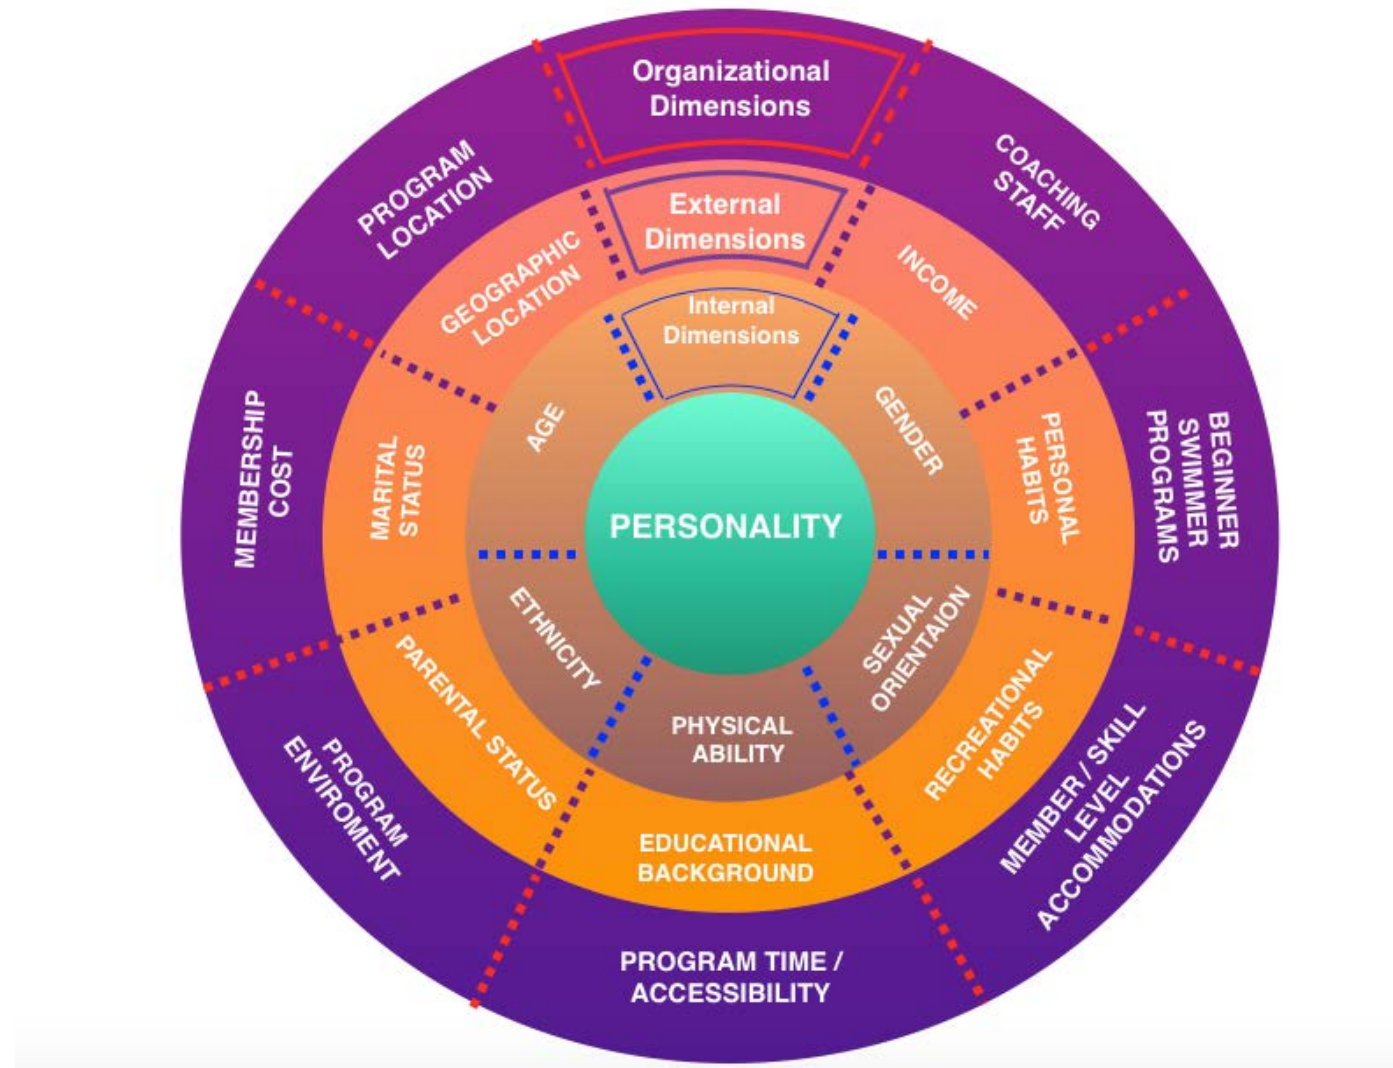 Organizational
Dimensions
COACHING
STAFF
BEGINNER
SWIMMER
PROGRAMS
MEMBER / SKILL
LEVEL
ACCOMMODATIONS
PROGRAM TIME /
ACCESSIBILITY
PROGRAM
ENVIROMENT
MEMBERSHIP
COST
PROGRAM
LOCATION
External
Dimensions
INCOME
PERSONAL
HABITS
RECREATIONAL
HABITS
EDUCATIONAL
BACKGROUND
PARENTAL STATUS
MARITAL
STATUS
GEOGRAPHIC
LOCATION
Internal
Dimensions
GENDER
SEXUAL
ORIENTAION
PHYSICAL
ABILITY
ETHNICITY
AGE
PERSONALITY